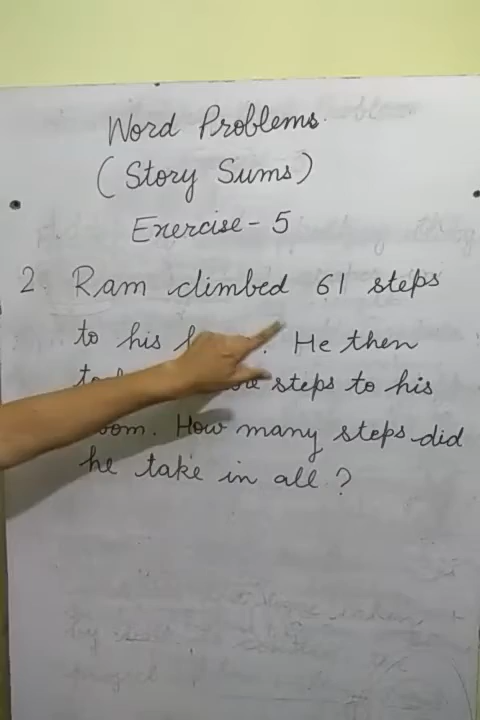 Word Problems.
(Story Sums)
Exercise - 5
2. Ram climbed 61 steps
to his . He then
steps to his
room. How many steps did
he take in all ?